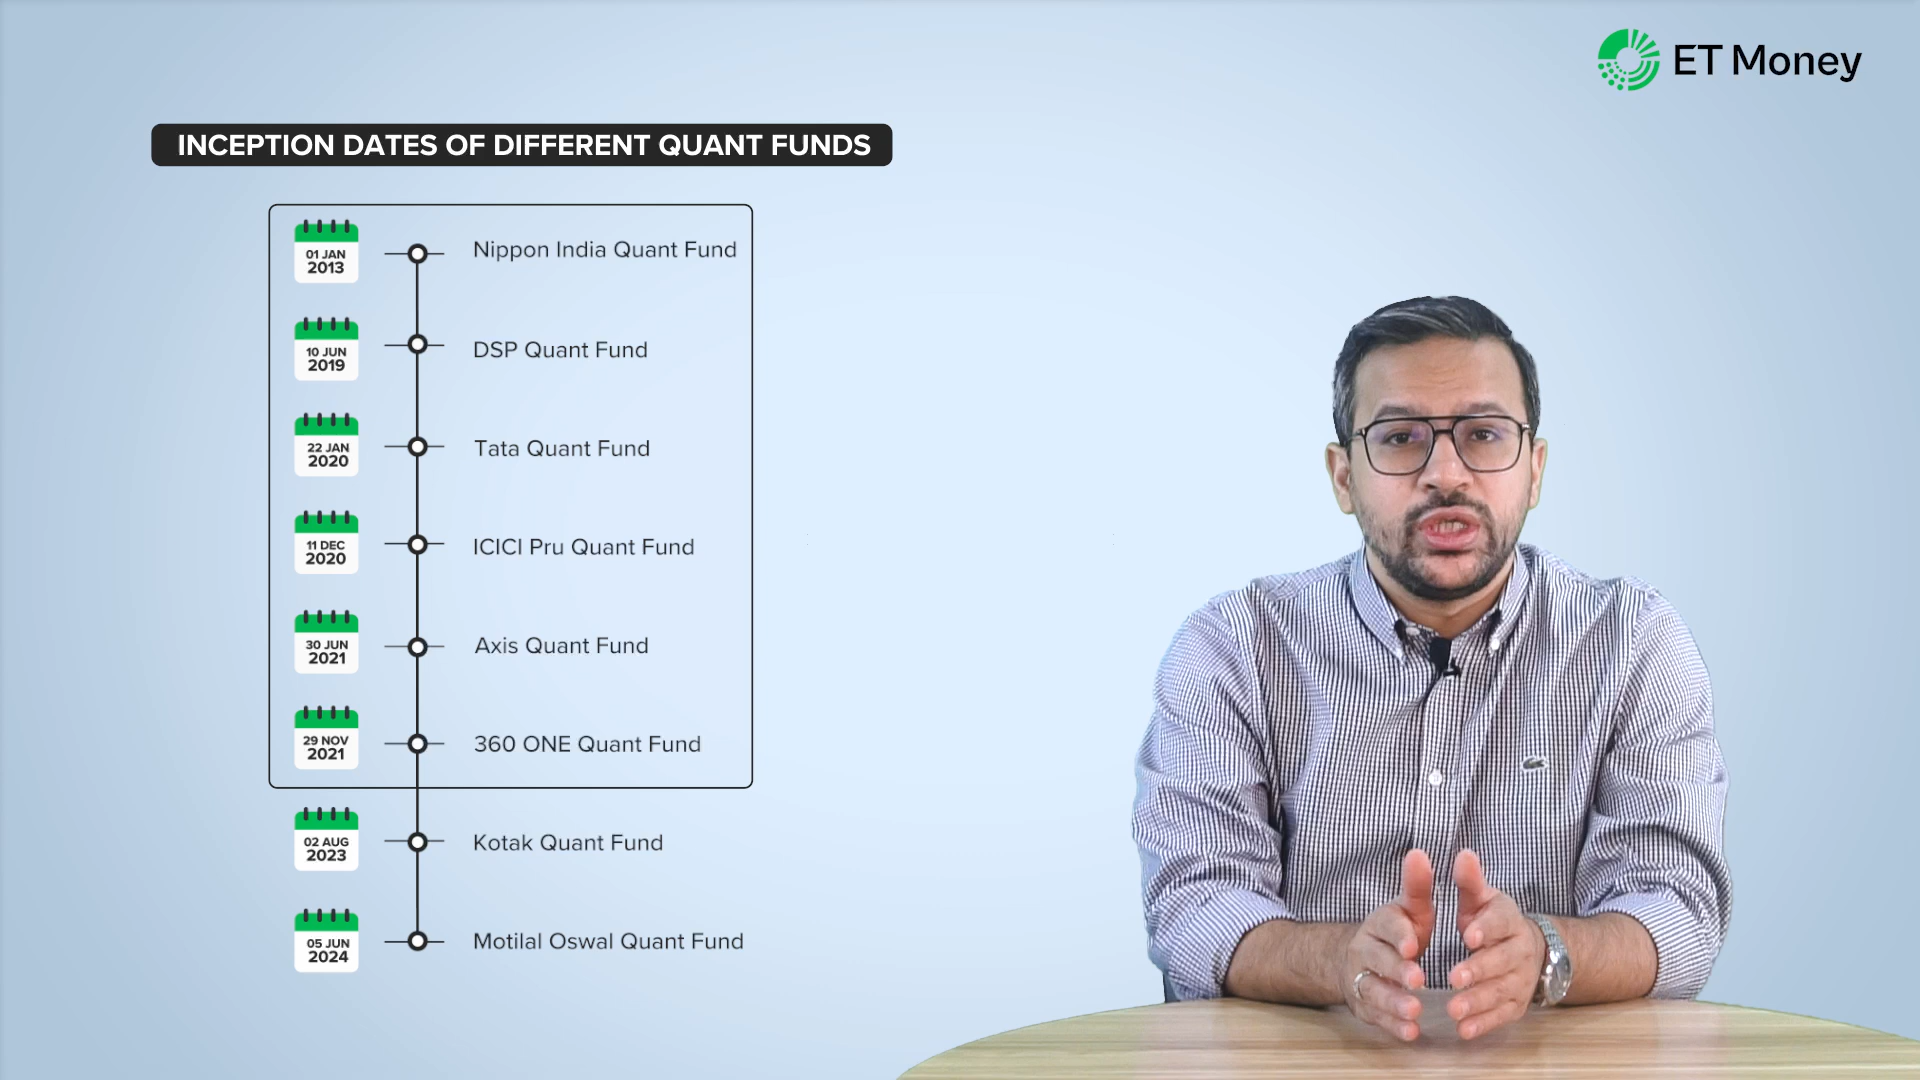 ET Money
INCEPTION DATES OF DIFFERENT QUANT FUNDS
01 JAN
2013
Nippon India Quant Fund
10 JUN
2019
DSP Quant Fund
22 JAN
2020
Tata Quant Fund
11 DEC
2020
ICICI Pru Quant Fund
30 JUN
2021
Axis Quant Fund
29 NOV
2021
360 ONE Quant Fund
02 AUG
2023
Kotak Quant Fund
05 JUN
2024
Motilal Oswal Quant Fund